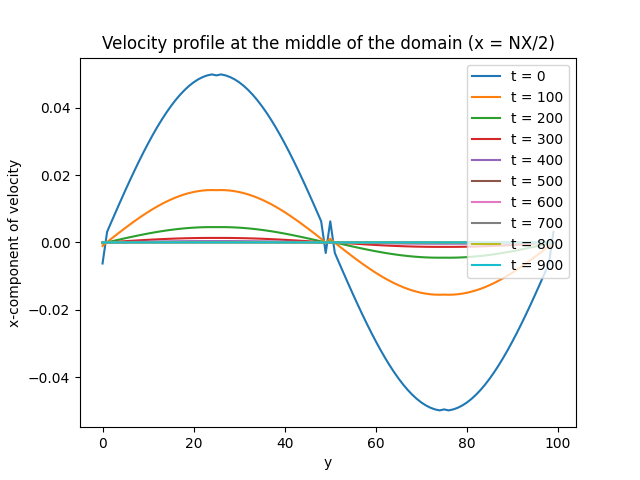 Velocity profile at the middle of the domain (x = NX/2)
t = 0
t = 100
t = 200
t = 300
t = 400
t = 500
t = 600
t = 700
t = 800
t = 900
x-component of velocity
0.04
0.02
0.00
−0.02
−0.04
0
20
40
60
80
100
y